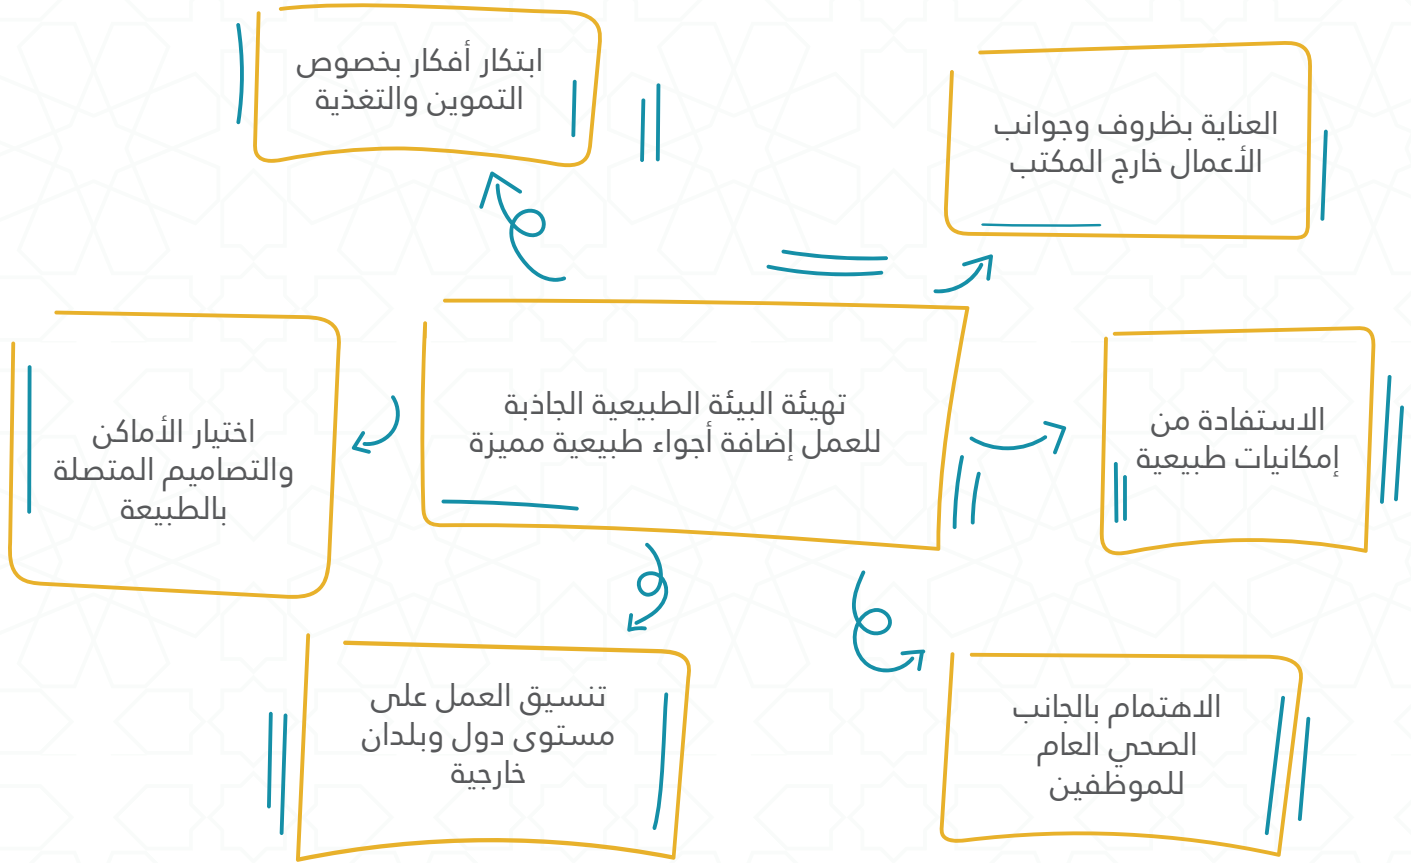 ابتكار أفكار بخصوص
التموين والتغذية
العناية بظروف وجوانب
الأعمال خارج المكتب
تهيئة البيئة الطبيعية الجاذبة
للعمل إضافة أجواء طبيعية مميزة
الاستفادة من
إمكانيات طبيعية
اختيار الأماكن
والتصاميم المتصلة
بالطبيعة
تنسيق العمل على
مستوى دول وبلدان
خارجية
الاهتمام بالجانب
الصحي العام
للموظفين